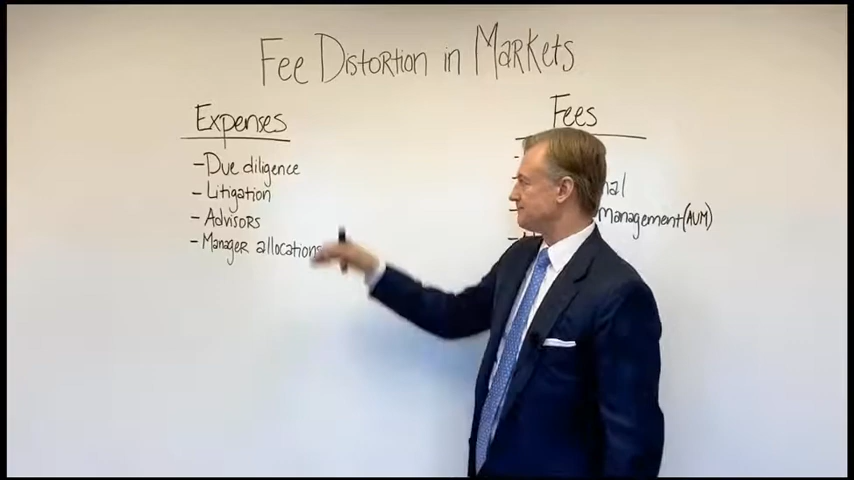 Fee Distortion in Markets
Expenses
- Due diligence
- Litigation
- Advisors
- Manager allocations
Fees
-
management (AUM)